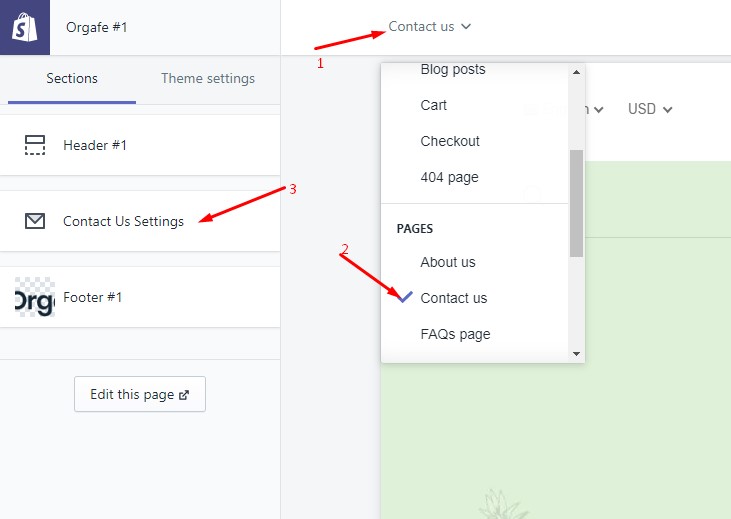 Orgafe #1
Contact us
1
Sections
Theme settings
Blog posts
Cart
USD
Header #1
Checkout
404 page
3
Contact Us Settings
PAGES
2
About us
Contact us
Footer #1
FAQs page
Edit this page